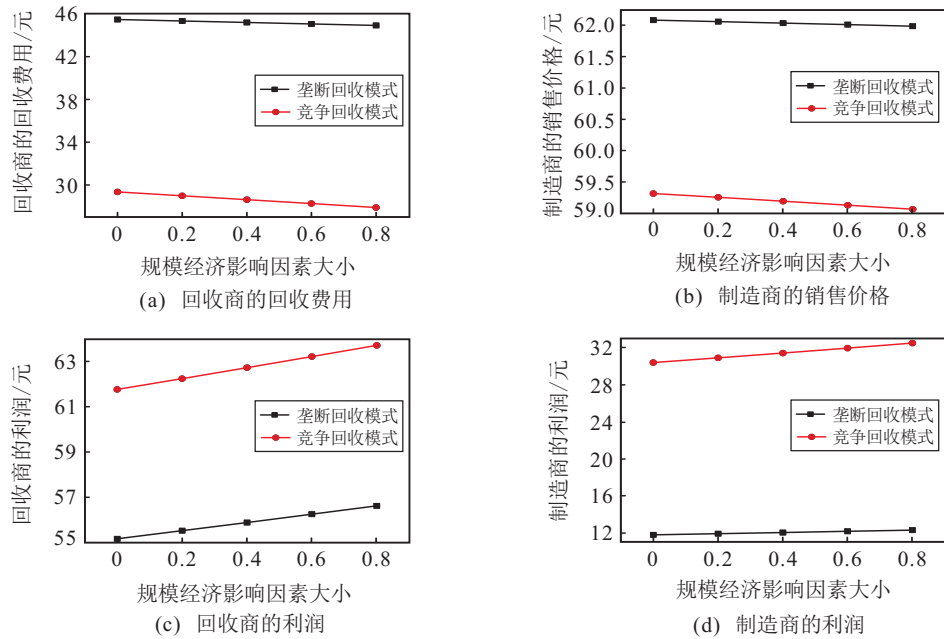 回收商的回收费用/元
46
42
38
34
30
垄断回收模式
竞争回收模式
0 0.2 0.4 0.6 0.8
规模经济影响因素大小
(a) 回收商的回收费用
制造商的销售价格/元
62.0
61.5
61.0
60.5
60.0
59.5
59.0
垄断回收模式
竞争回收模式
0 0.2 0.4 0.6 0.8
规模经济影响因素大小
(b) 制造商的销售价格
回收商的利润/元
63
61
59
57
55
垄断回收模式
竞争回收模式
0 0.2 0.4 0.6 0.8
规模经济影响因素大小
(c) 回收商的利润
制造商的利润/元
32
28
24
20
16
12
垄断回收模式
竞争回收模式
0 0.2 0.4 0.6 0.8
规模经济影响因素大小
(d) 制造商的利润